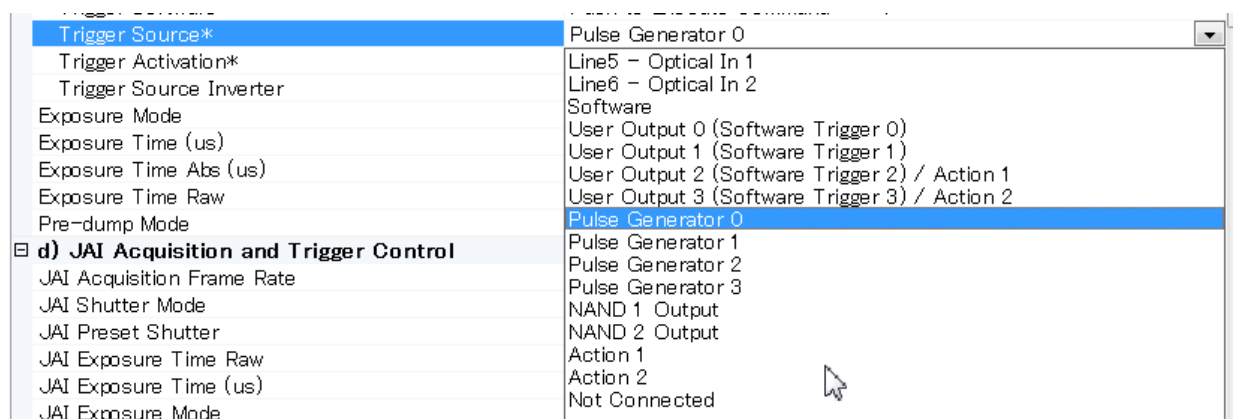 Trigger Source* Pulse Generator 0
Trigger Activation*
Trigger Source Inverter
Exposure Mode
Exposure Time (us)
Exposure Time Abs (us)
Exposure Time Raw
Pre-dump Mode
d) JAI Acquisition and Trigger Control
JAI Acquisition Frame Rate
JAI Shutter Mode
JAI Preset Shutter
JAI Exposure Time Raw
JAI Exposure Time (us)
JAI Exposure Mode
Line5 - Optical In 1
Line6 - Optical In 2
Software
User Output 0 (Software Trigger 0)
User Output 1 (Software Trigger 1)
User Output 2 (Software Trigger 2) / Action 1
User Output 3 (Software Trigger 3) / Action 2
Pulse Generator 0
Pulse Generator 1
Pulse Generator 2
Pulse Generator 3
NAND 1 Output
NAND 2 Output
Action 1
Action 2
Not Connected